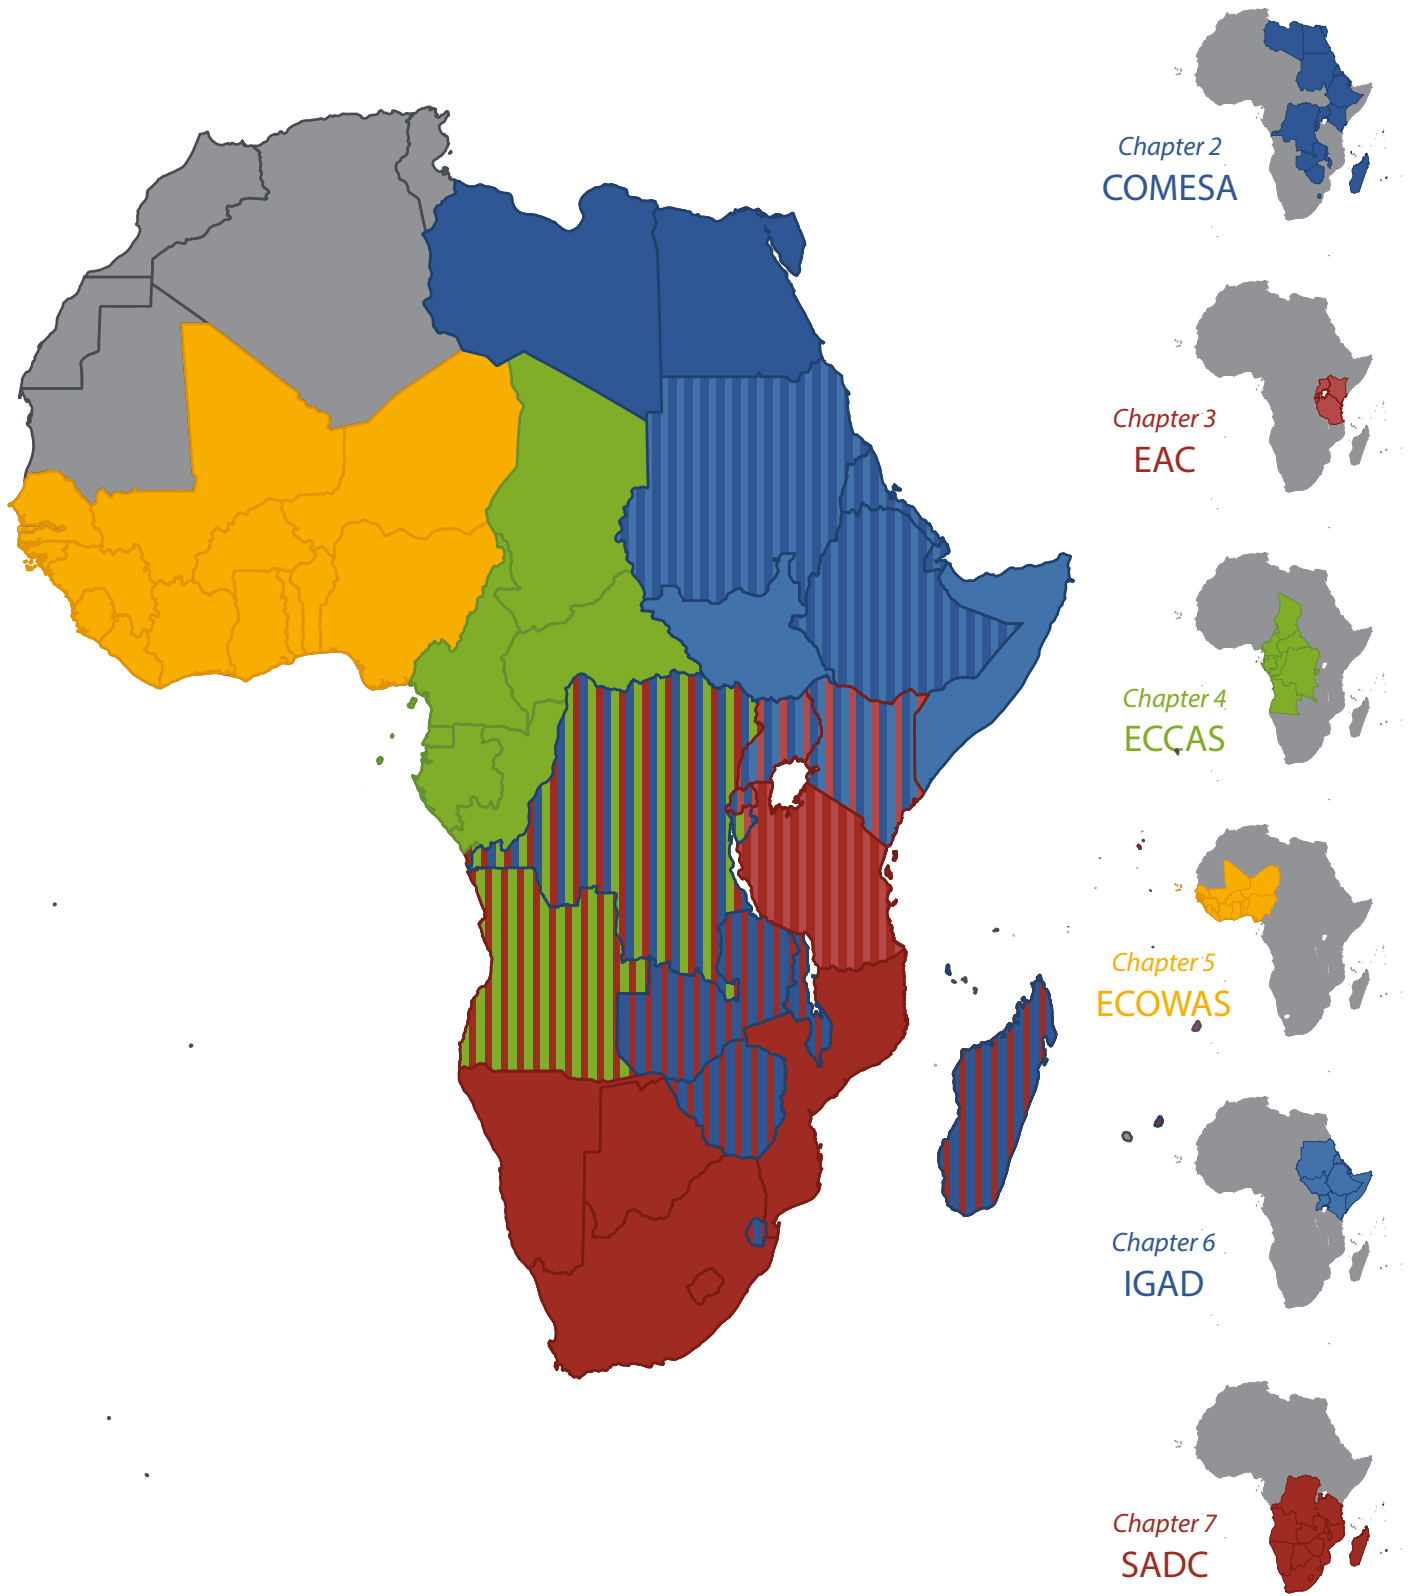 Chapter 2
COMESA
Chapter 3
EAC
Chapter 4
ECCAS
Chapter 5
ECOWAS
Chapter 6
IGAD
Chapter 7
SADC